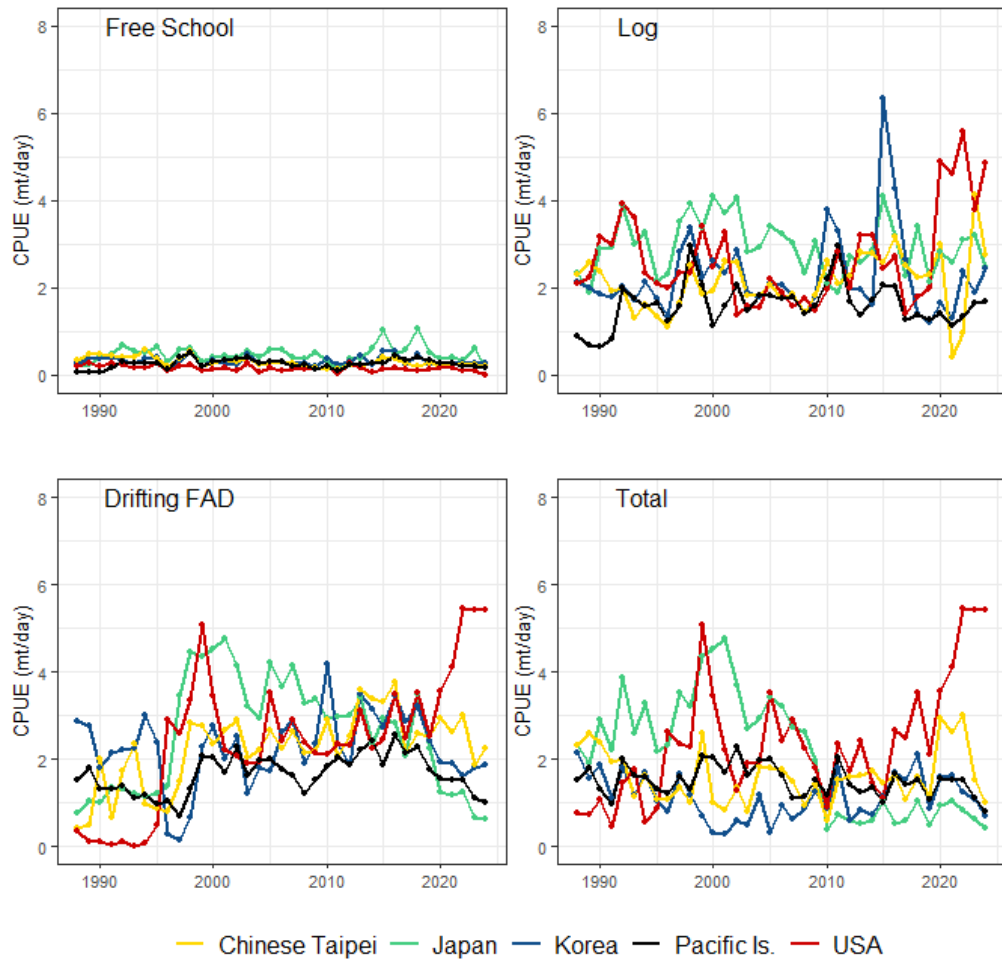 Free School
CPUE (mt/day)
8
6
4
2
0
1990 2000 2010 2020
Log
CPUE (mt/day)
8
6
4
2
0
1990 2000 2010 2020
Drifting FAD
CPUE (mt/day)
8
6
4
2
0
1990 2000 2010 2020
Total
CPUE (mt/day)
8
6
4
2
0
1990 2000 2010 2020
Chinese Taipei Japan Korea Pacific Is. USA